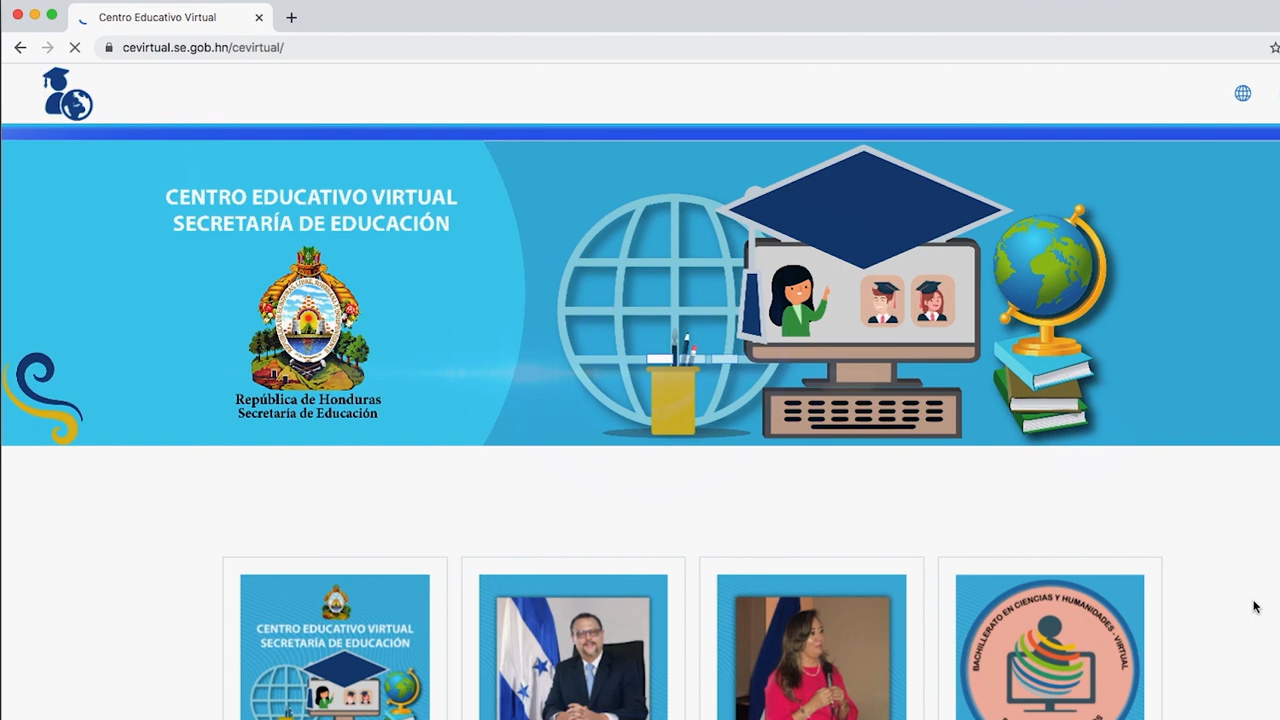 Centro Educativo Virtual
cevirtual.se.gob.hn/cevirtual/
CENTRO EDUCATIVO VIRTUAL
SECRETARÍA DE EDUCACIÓN
República de Honduras
Secretaría de Educación
CENTRO EDUCATIVO VIRTUAL
SECRETARÍA DE EDUCACIÓN
BACHILLERATO EN CIENCIAS Y HUMANIDADES - VIRTUAL